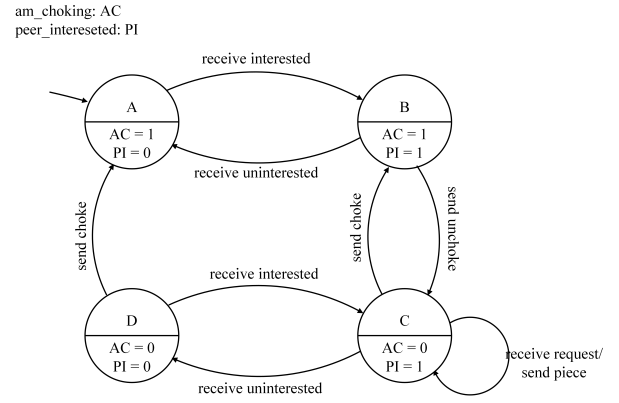 am_choking: AC
peer_intereseted: PI
receive interested
A
AC = 1
PI = 0
B
AC = 1
PI = 1
receive uninterested
send choke
send choke
send unchoke
receive interested
D
AC = 0
PI = 0
C
AC = 0
PI = 1
receive request/
send piece
receive uninterested